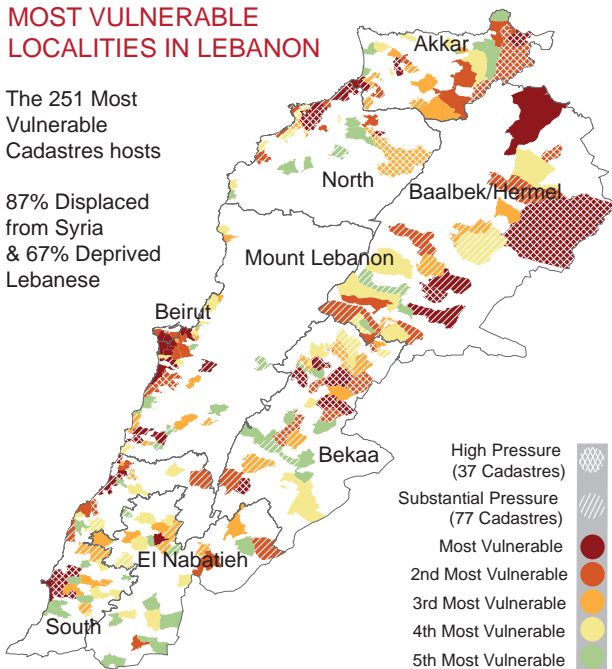 MOST VULNERABLE
LOCALITIES IN LEBANON
The 251 Most
Vulnerable
Cadastres hosts
87% Displaced
from Syria
& 67% Deprived
Lebanese
Akkar
North
Baalbek/Hermel
Mount Lebanon
Beirut
Bekaa
El Nabatieh
South
High Pressure
(37 Cadastres)
Substantial Pressure
(77 Cadastres)
Most Vulnerable
2nd Most Vulnerable
3rd Most Vulnerable
4th Most Vulnerable
5th Most Vulnerable